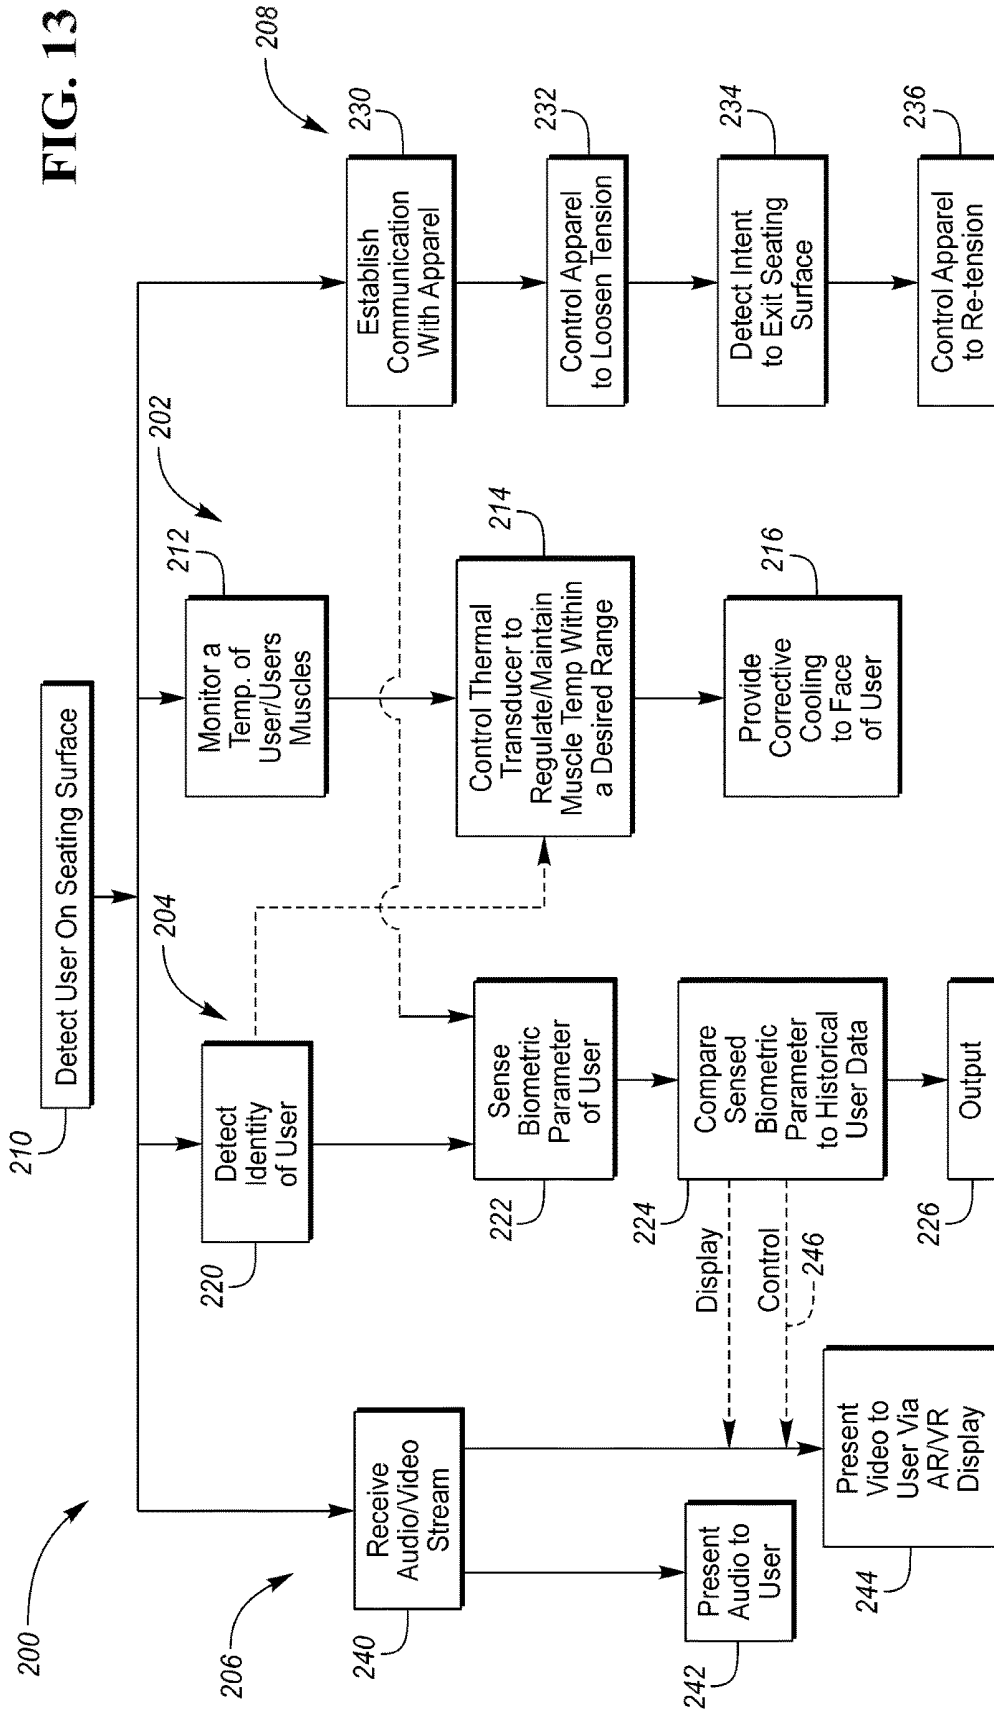 FIG. 13
200
210
Detect User On Seating Surface
206
204
202
208
240
Receive
Audio/Video
Stream
242
Present
Audio to
User
244
Present
Video to
User Via
AR/VR
Display
220
Detect
Identity
of User
222
Sense
Biometric
Parameter
of User
224
Compare
Sensed
Biometric
Parameter
to Historical
User Data
Display
Control
246
226
Output
212
Monitor a
Temp. of
User/Users
Muscles
214
Control Thermal
Transducer to
Regulate/Maintain
Muscle Temp Within
a Desired Range
216
Provide
Corrective
Cooling
to Face
of User
230
Establish
Communication
With Apparel
232
Control Apparel
to Loosen Tension
234
Detect Intent
to Exit Seating
Surface
236
Control Apparel
to Re-tension